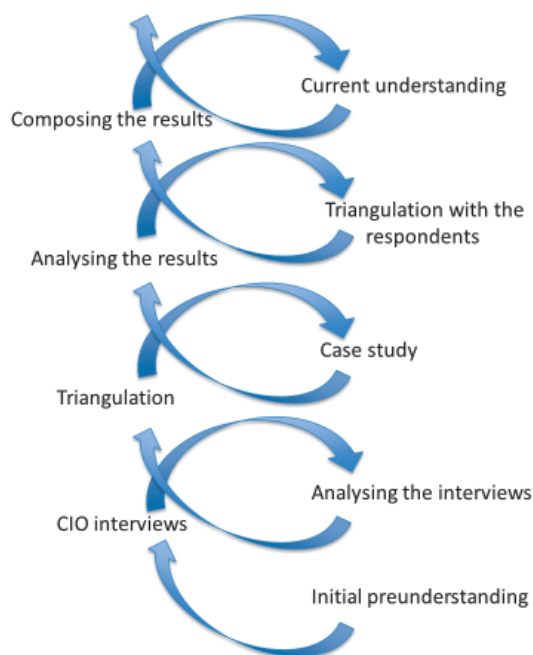 Current understanding
Composing the results
Triangulation with the
respondents
Analysing the results
Case study
Triangulation
Analysing the interviews
CIO interviews
Initial preunderstanding